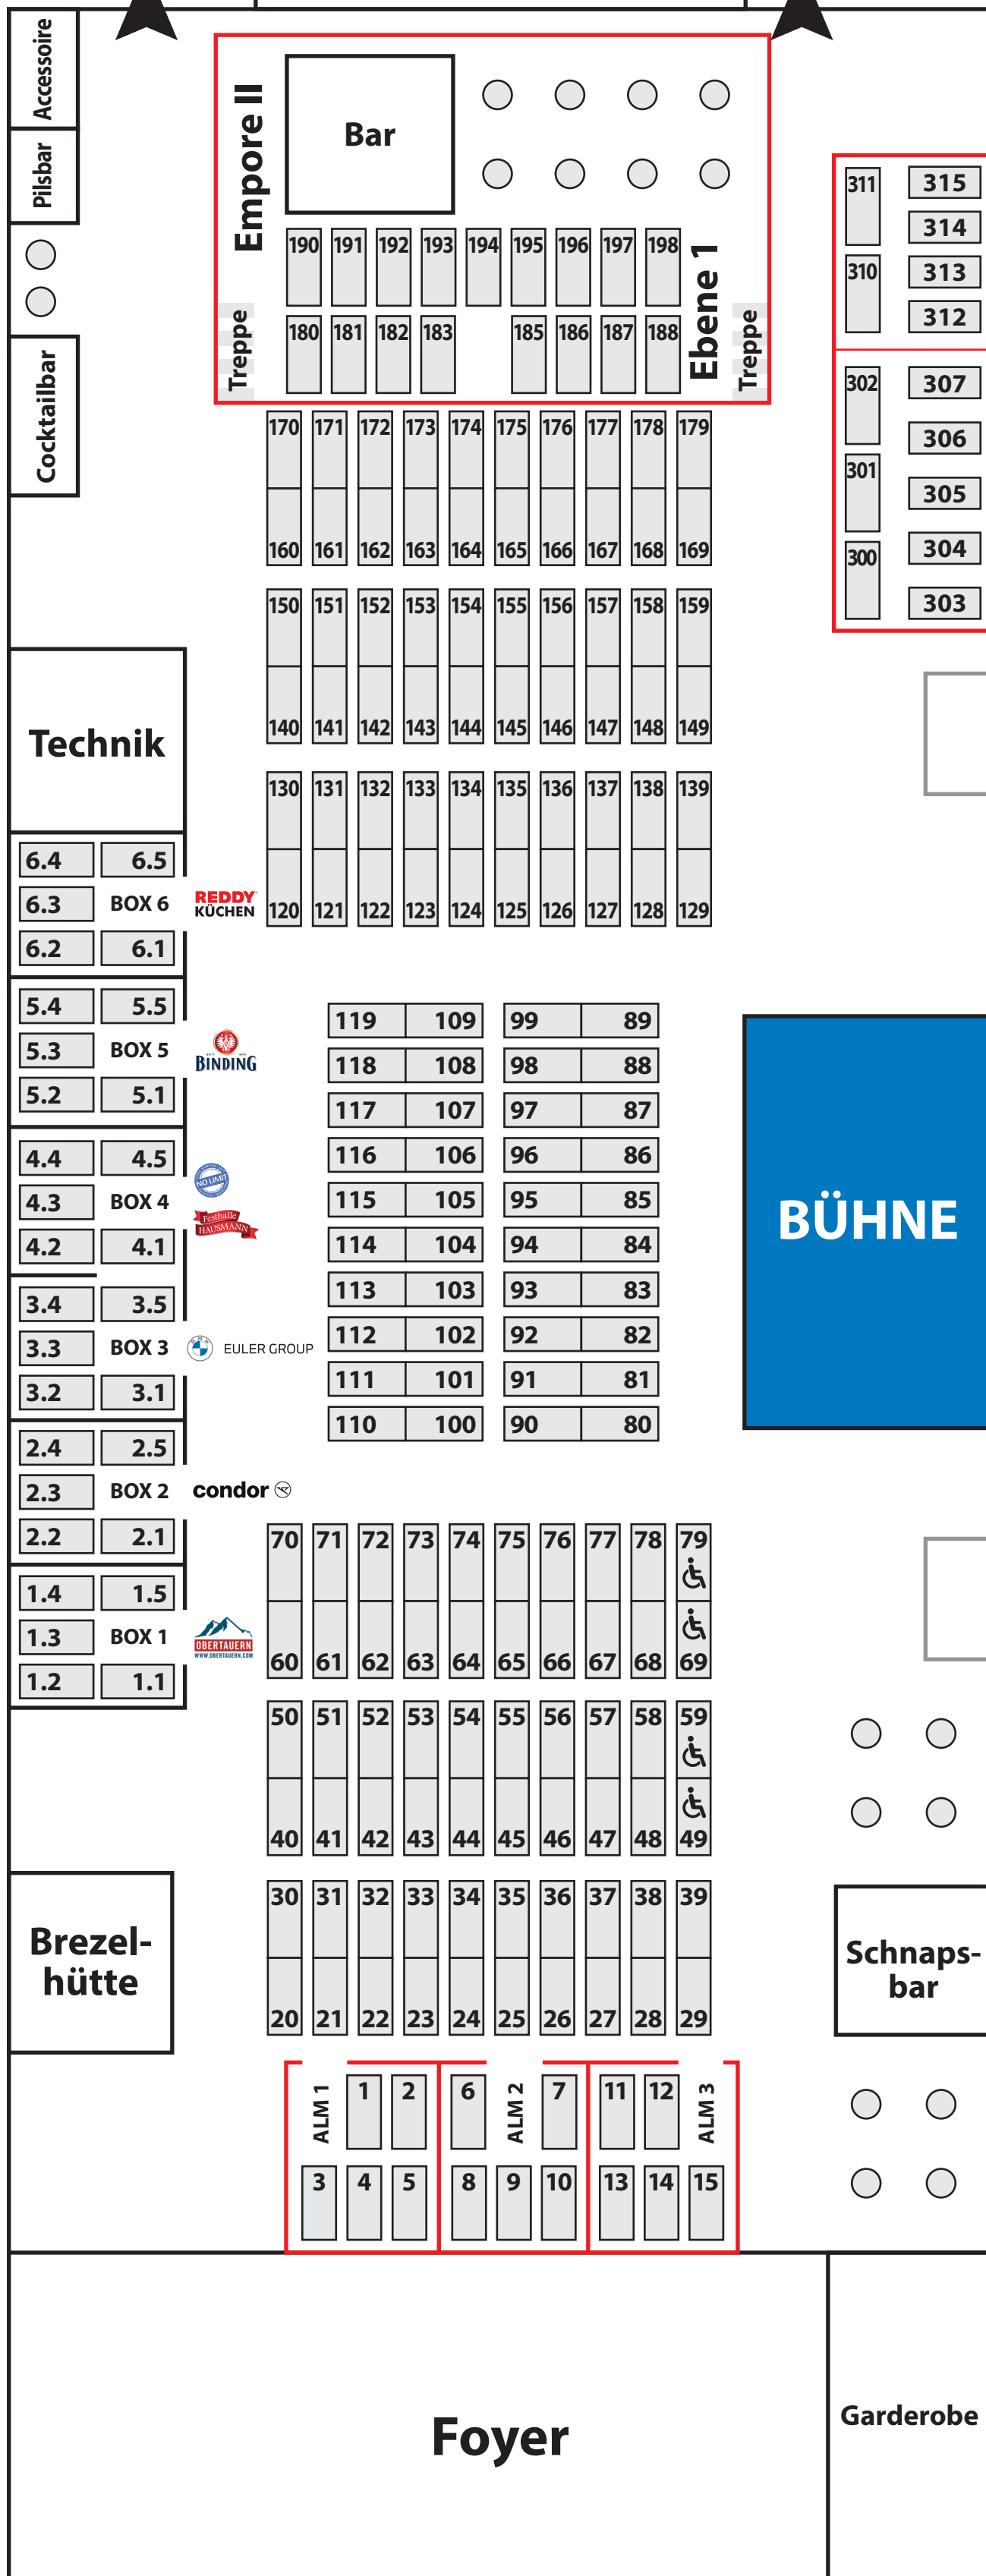 Accessoire
Pilsbar
Cocktailbar
Empore II
Bar
190 191 192 193 194 195 196 197 198
180 181 182 183 185 186 187 188
Ebene 1
Treppe
Treppe
311 315
314
310 313
312
302 307
306
301 305
300 304
303
170 171 172 173 174 175 176 177 178 179
160 161 162 163 164 165 166 167 168 169
150 151 152 153 154 155 156 157 158 159
140 141 142 143 144 145 146 147 148 149
130 131 132 133 134 135 136 137 138 139
120 121 122 123 124 125 126 127 128 129
Technik
6.4 6.5
6.3 BOX 6
6.2 6.1
REDDY
KÜCHEN
5.4 5.5
5.3 BOX 5
5.2 5.1
BINDING
4.4 4.5
4.3 BOX 4
4.2 4.1
NO LIMIT
Festhalle
HAUSMANN
3.4 3.5
3.3 BOX 3
3.2 3.1
BMW
EULER GROUP
2.4 2.5
2.3 BOX 2
2.2 2.1
condor
1.4 1.5
1.3 BOX 1
1.2 1.1
OBERTAUERN
WWW.OBERTAUERN.COM
119 109 99 89
118 108 98 88
117 107 97 87
116 106 96 86
115 105 95 85
114 104 94 84
113 103 93 83
112 102 92 82
111 101 91 81
110 100 90 80
BÜHNE
70 71 72 73 74 75 76 77 78 79
60 61 62 63 64 65 66 67 68 69
50 51 52 53 54 55 56 57 58 59
40 41 42 43 44 45 46 47 48 49
30 31 32 33 34 35 36 37 38 39
20 21 22 23 24 25 26 27 28 29
Brezel-
hütte
Schnaps-
bar
ALM 1 1 2 6 ALM 2 7 11 12 ALM 3
3 4 5 8 9 10 13 14 15
Foyer
Garderobe